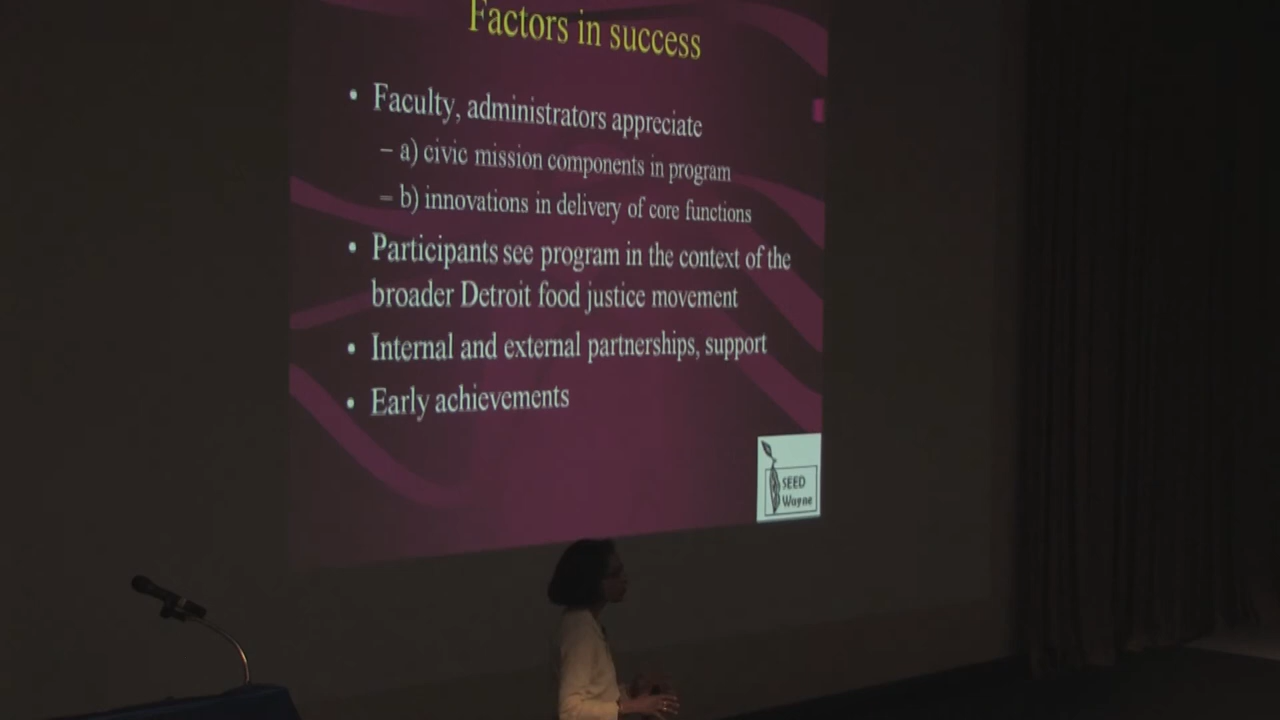 Factors in success
• Faculty, administrators appreciate
– a) civic mission components in program
– b) innovations in delivery of core functions
• Participants see program in the context of the
broader Detroit food justice movement
• Internal and external partnerships, support
• Early achievements
SEED
Wayne